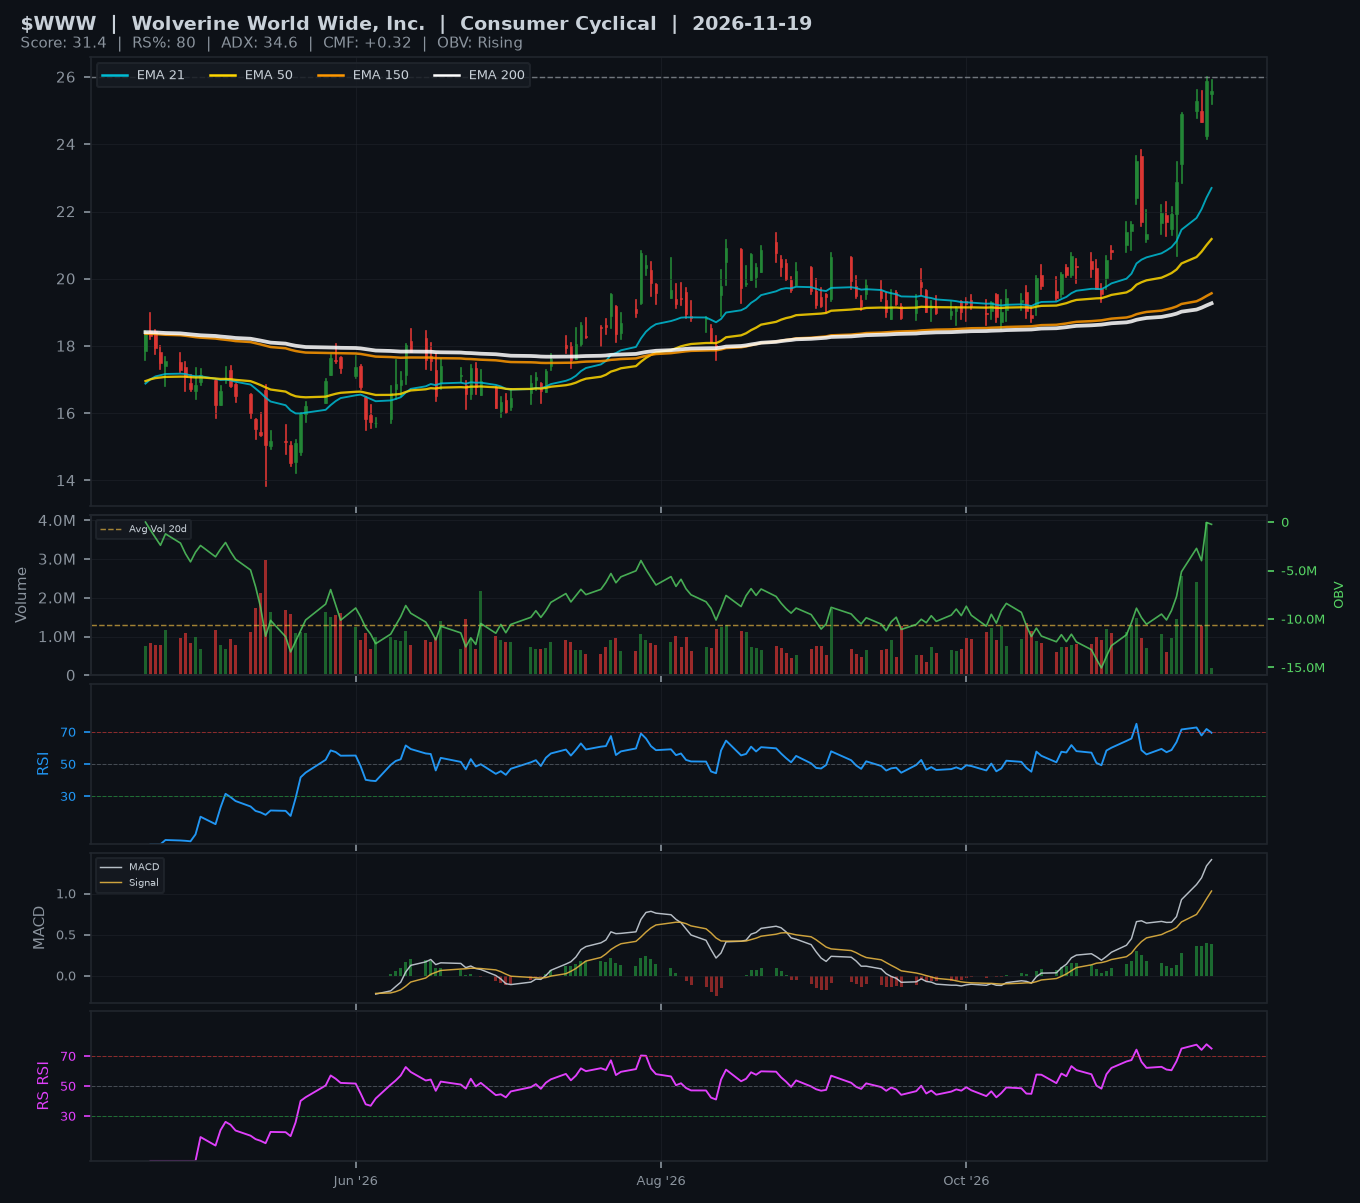 $WWW | Wolverine World Wide, Inc. | Consumer Cyclical | 2026-11-19
Score: 31.4 | RS%: 80 | ADX: 34.6 | CMF: +0.32 | OBV: Rising
EMA 21 EMA 50 EMA 150 EMA 200
26
24
22
20
18
16
14
Avg Vol 20d
4.0M
3.0M
2.0M
1.0M
0
Volume
0
-5.0M
-10.0M
-15.0M
OBV
70
50
30
RSI
MACD
Signal
1.0
0.5
0.0
MACD
70
50
30
RS RSI
Jun '26 Aug '26 Oct '26